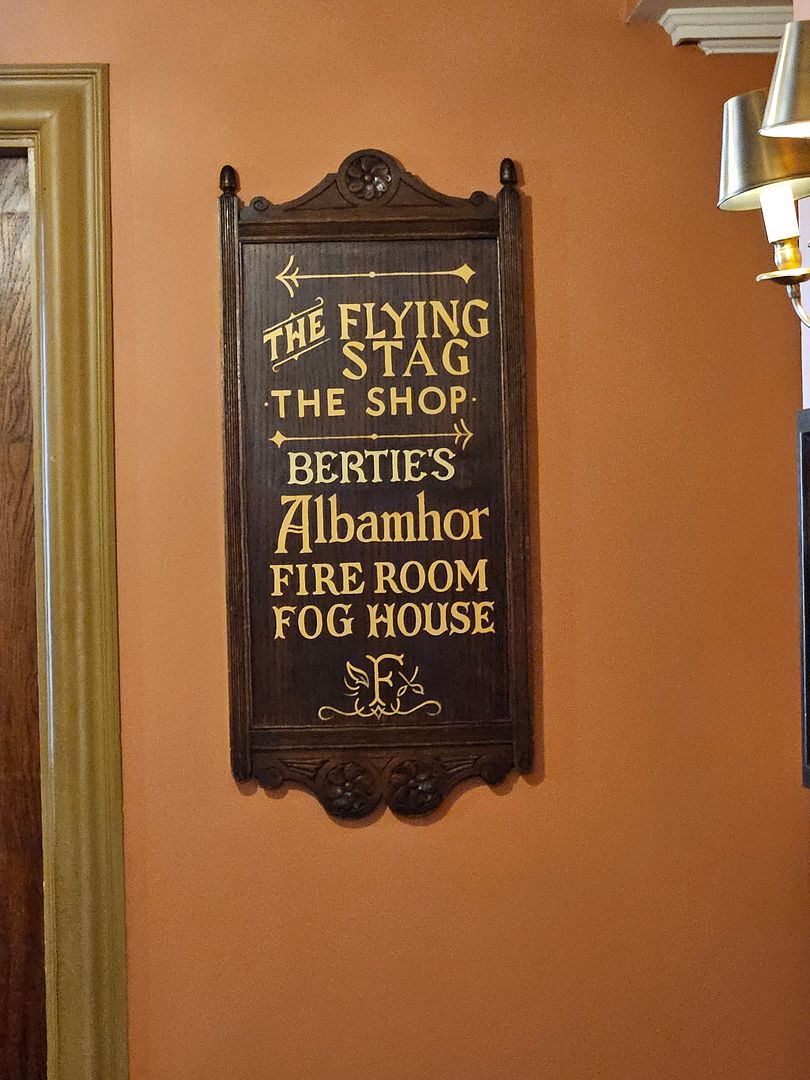 THE FLYING
STAG
·THE SHOP·
BERTIE'S
Albamhor
FIRE ROOM
FOG HOUSE
F